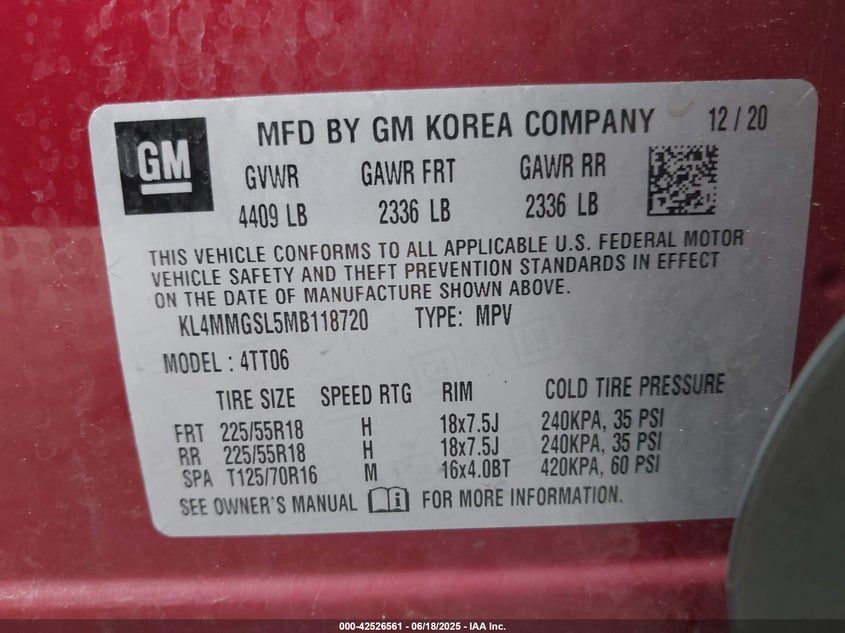 GM
MFD BY GM KOREA COMPANY 12 / 20
GVWR GAWR FRT GAWR RR
4409 LB 2336 LB 2336 LB
THIS VEHICLE CONFORMS TO ALL APPLICABLE U.S. FEDERAL MOTOR
VEHICLE SAFETY AND THEFT PREVENTION STANDARDS IN EFFECT
ON THE DATE OF MANUFACTURE SHOWN ABOVE.
KL4MMGSL5MB118720 TYPE: MPV
MODEL : 4TT06
TIRE SIZE SPEED RTG RIM COLD TIRE PRESSURE
FRT 225/55R18 H 18x7.5J 240KPA, 35 PSI
RR 225/55R18 H 18x7.5J 240KPA, 35 PSI
SPA T125/70R16 M 16x4.0BT 420KPA, 60 PSI
SEE OWNER'S MANUAL FOR MORE INFORMATION.
000-42526561 - 06/18/2025 - IAA Inc.